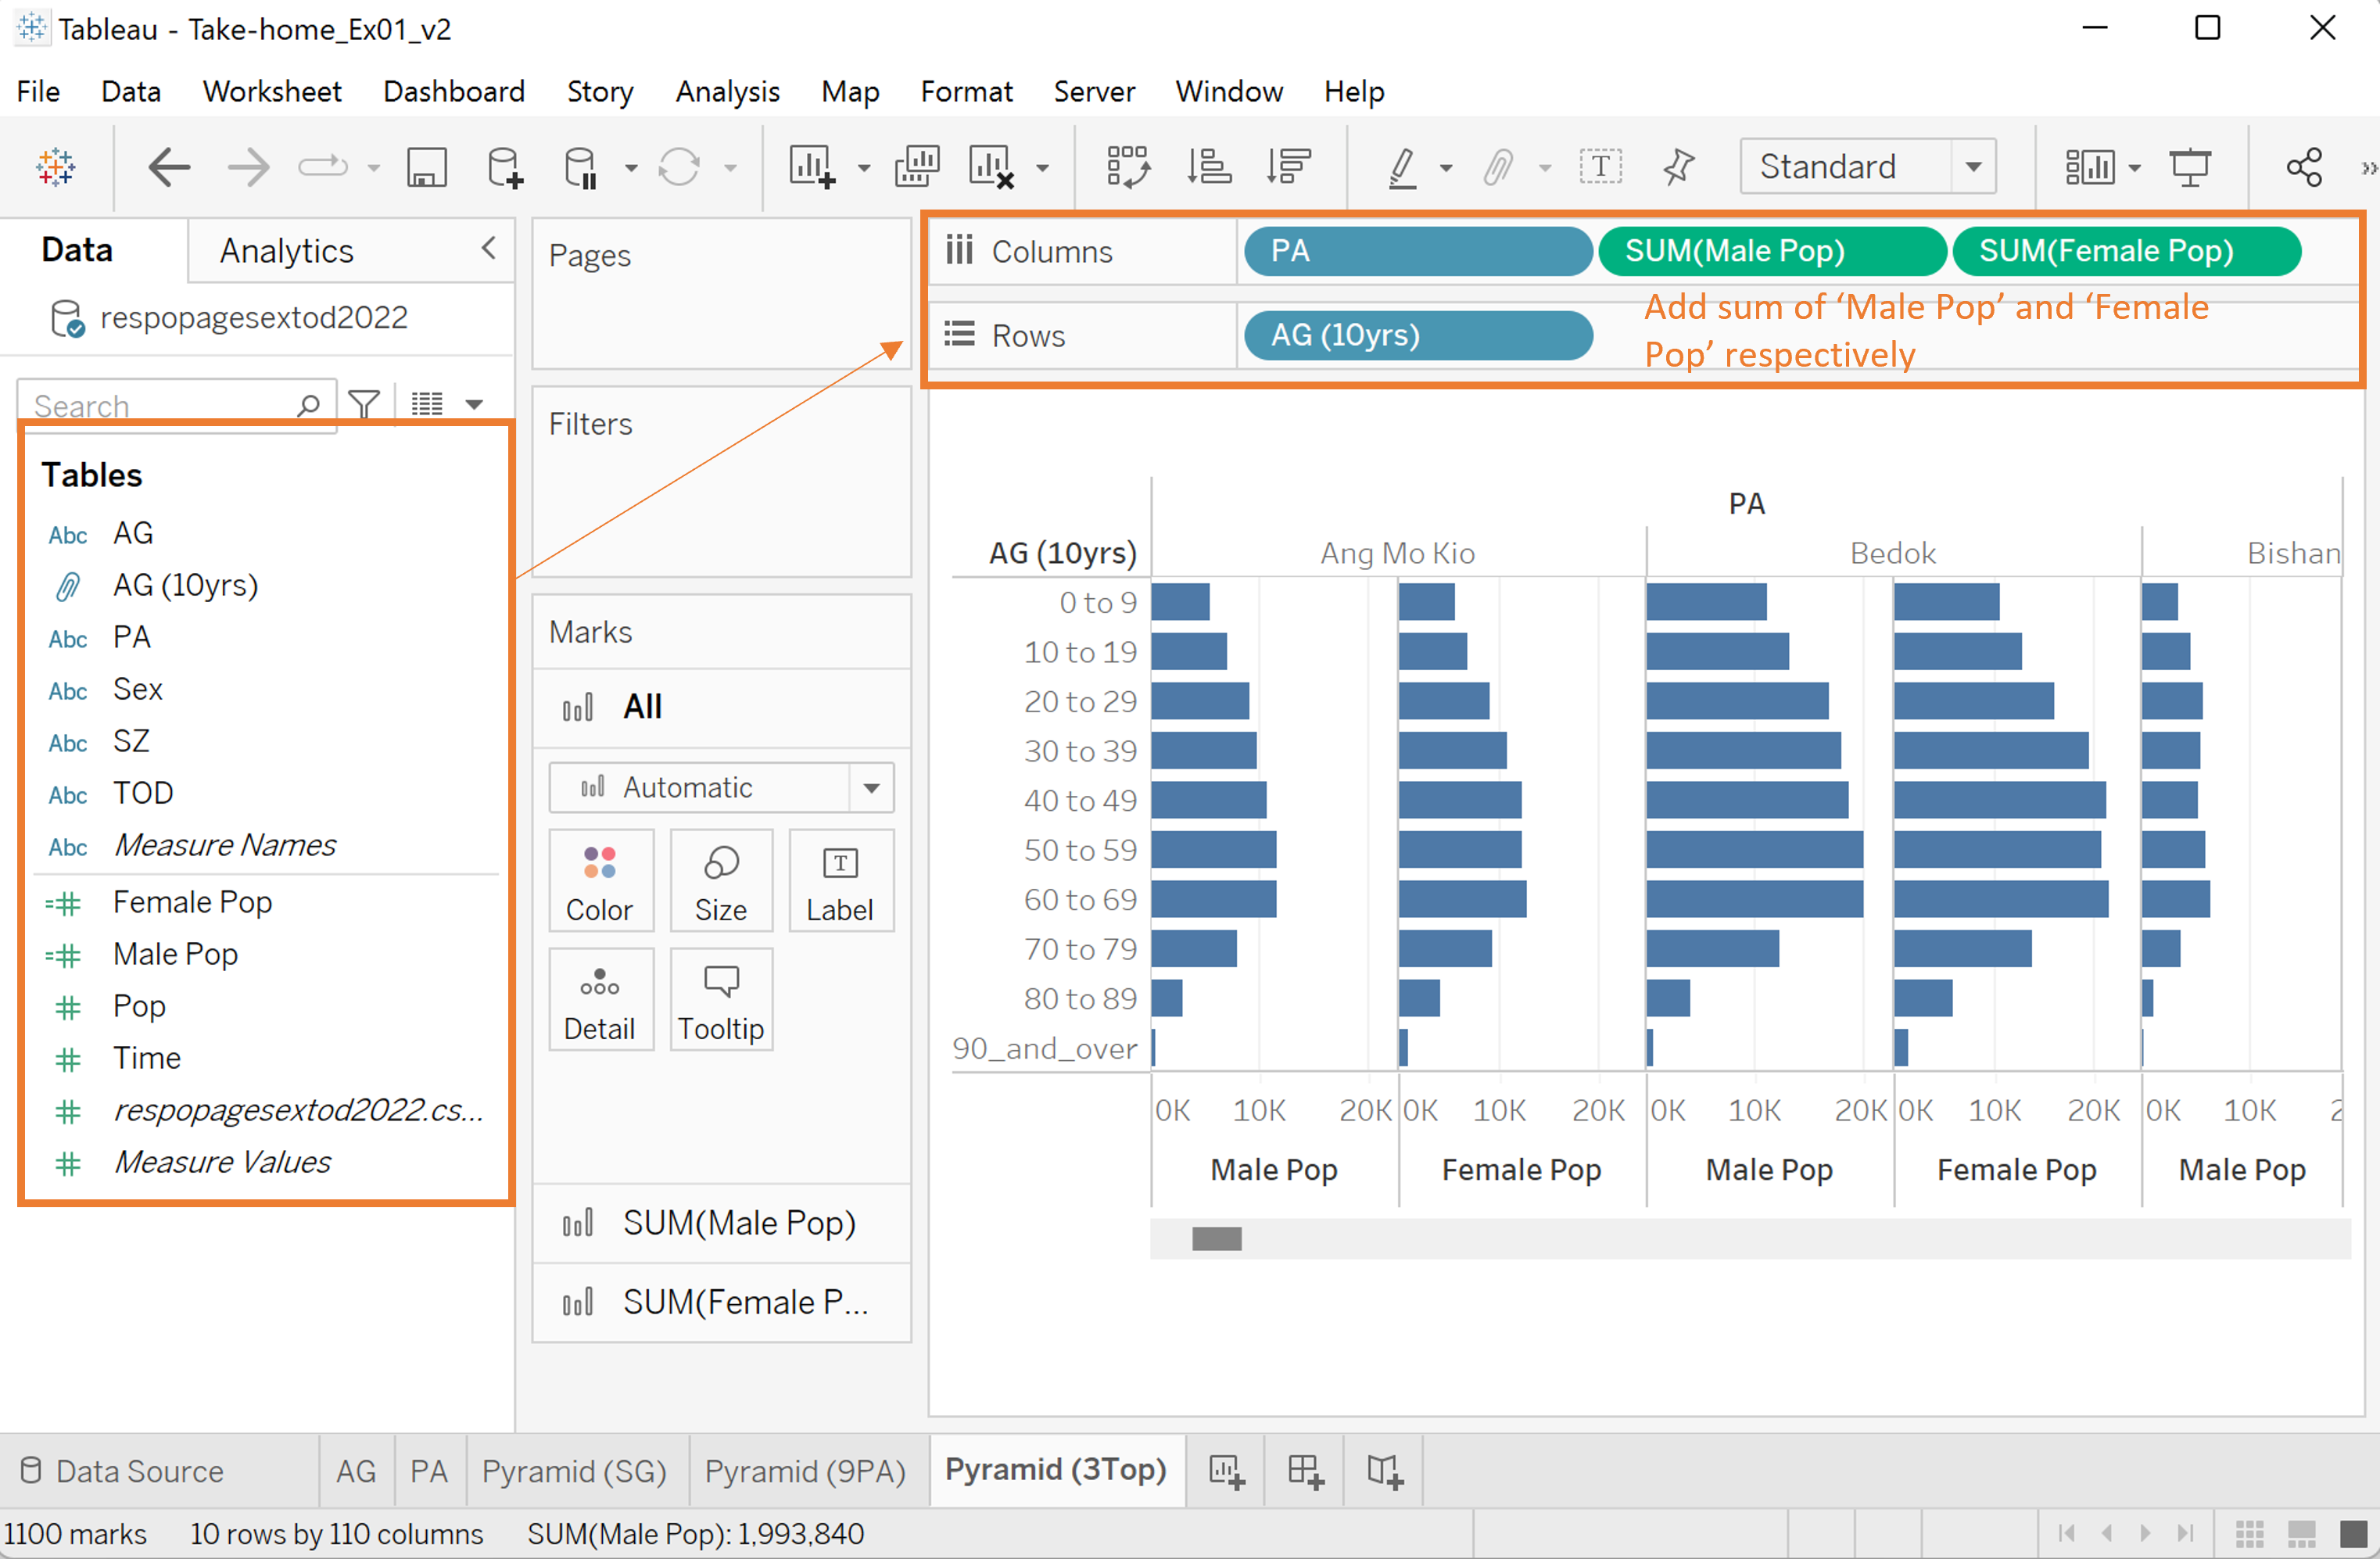 Tableau - Take-home_Ex01_v2
File Data Worksheet Dashboard Story Analysis Map Format Server Window Help
Standard
Data Analytics
respopagesextod2022
Search
Tables
Abc AG
AG (10yrs)
Abc PA
Abc Sex
Abc SZ
Abc TOD
Abc Measure Names
Female Pop
Male Pop
Pop
Time
respopagesextod2022.cs...
Measure Values
Pages
Filters
Marks
All
Automatic
Color Size Label
Detail Tooltip
SUM(Male Pop)
SUM(Female P...
Columns PA SUM(Male Pop) SUM(Female Pop)
Rows AG (10yrs)
Add sum of ‘Male Pop’ and ‘Female
Pop’ respectively
PA
AG (10yrs) Ang Mo Kio Bedok Bishan
0 to 9
10 to 19
20 to 29
30 to 39
40 to 49
50 to 59
60 to 69
70 to 79
80 to 89
90_and_over
0K 10K 20K 0K 10K 20K 0K 10K 20K 0K 10K 20K 0K 10K 2
Male Pop Female Pop Male Pop Female Pop Male Pop
Data Source AG PA Pyramid (SG) Pyramid (9PA) Pyramid (3Top)
1100 marks 10 rows by 110 columns SUM(Male Pop): 1,993,840